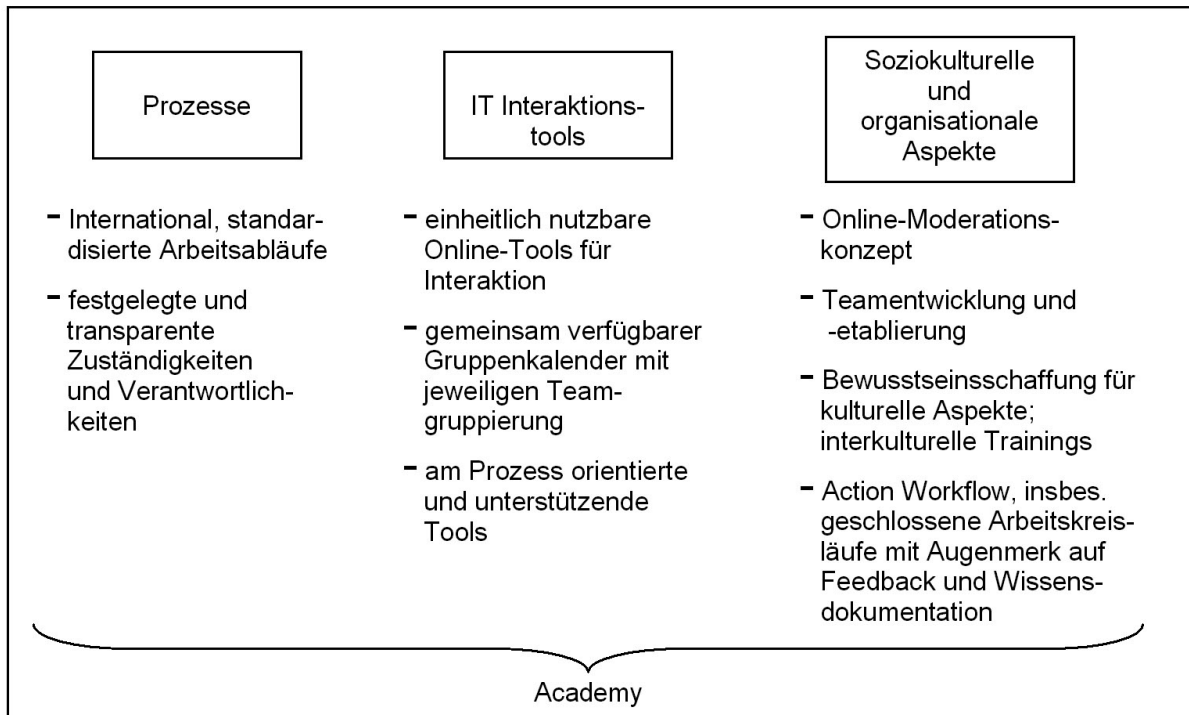 Prozesse
- International, standar-
disierte Arbeitsabläufe
- festgelegte und
transparente
Zuständigkeiten
und Verantwortlich-
keiten
IT Interaktions-
tools
- einheitlich nutzbare
Online-Tools für
Interaktion
- gemeinsam verfügbarer
Gruppenkalender mit
jeweiligen Team-
gruppierung
- am Prozess orientierte
und unterstützende
Tools
Soziokulturelle
und
organisationale
Aspekte
- Online-Moderations-
konzept
- Teamentwicklung und
-etablierung
- Bewusstseinsschaffung für
kulturelle Aspekte;
interkulturelle Trainings
- Action Workflow, insbes.
geschlossene Arbeitskreis-
läufe mit Augenmerk auf
Feedback und Wissens-
dokumentation
Academy